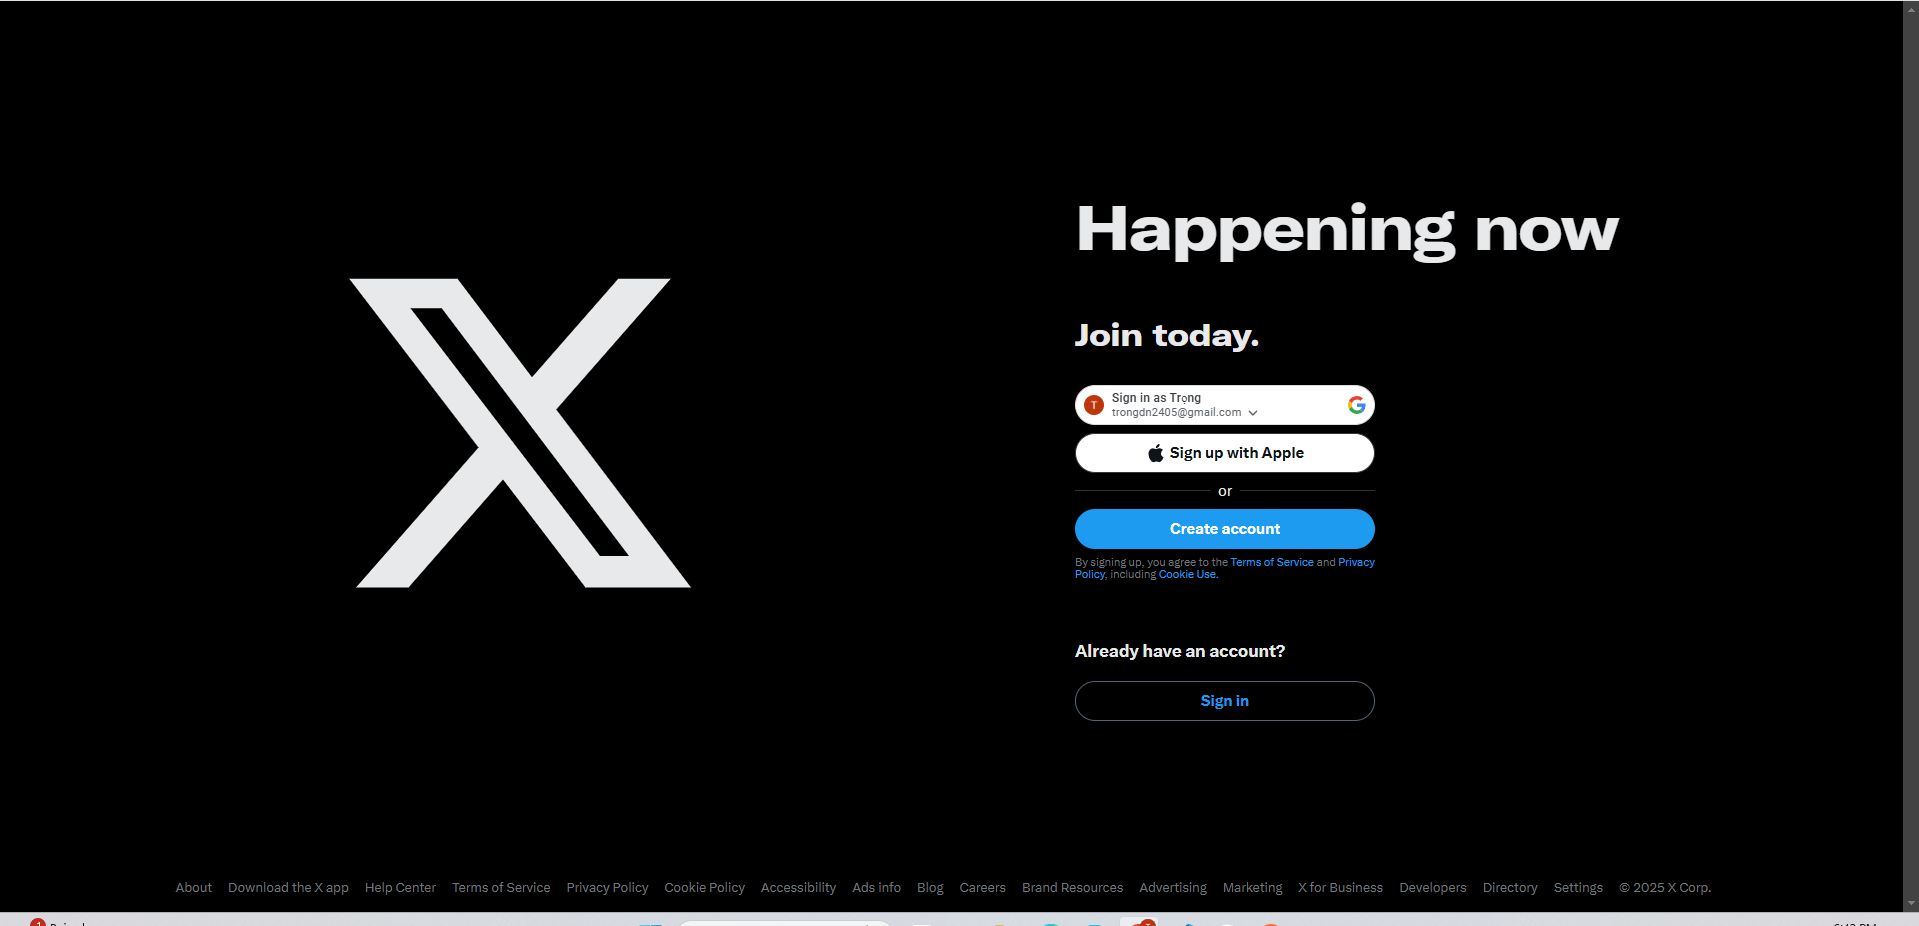 Happening now
Join today.
T
Sign in as Trọng
trongdn2405@gmail.com
Sign up with Apple
or
Create account
By signing up, you agree to the Terms of Service and Privacy
Policy, including Cookie Use.
Already have an account?
Sign in
About Download the X app Help Center Terms of Service Privacy Policy Cookie Policy Accessibility Ads info Blog Careers Brand Resources Advertising Marketing X for Business Developers Directory Settings © 2025 X Corp.